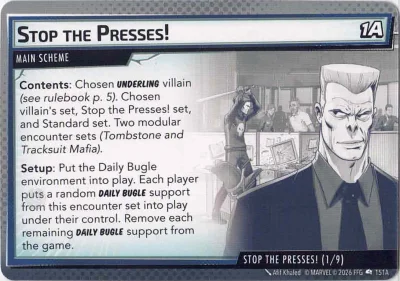 STOP THE PRESSES!
1A
MAIN SCHEME
Contents: Chosen UNDERLING villain
(see rulebook p. 5). Chosen
villain's set, Stop the Presses! set,
and Standard set. Two modular
encounter sets (Tombstone and
Tracksuit Mafia).
Setup: Put the Daily Bugle
environment into play. Each player
puts a random DAILY BUGLE support
from this encounter set into
play under their control. Remove each
remaining DAILY BUGLE support from
the game.
STOP THE PRESSES! (1/9)
Afif Khaled © MARVEL © 2026 FFG 151A